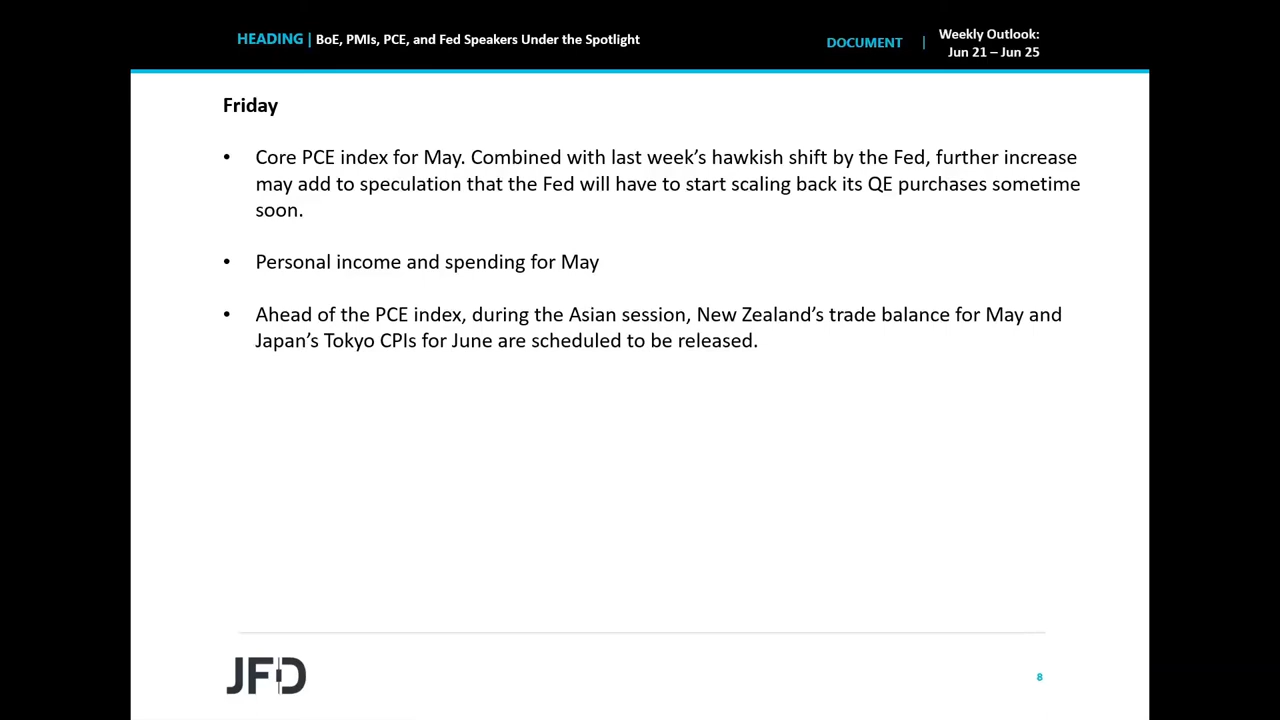 HEADING | BoE, PMIs, PCE, and Fed Speakers Under the Spotlight
DOCUMENT | Weekly Outlook:
Jun 21 – Jun 25
Friday
• Core PCE index for May. Combined with last week’s hawkish shift by the Fed, further increase
may add to speculation that the Fed will have to start scaling back its QE purchases sometime
soon.
• Personal income and spending for May
• Ahead of the PCE index, during the Asian session, New Zealand’s trade balance for May and
Japan’s Tokyo CPIs for June are scheduled to be released.
JFD
8